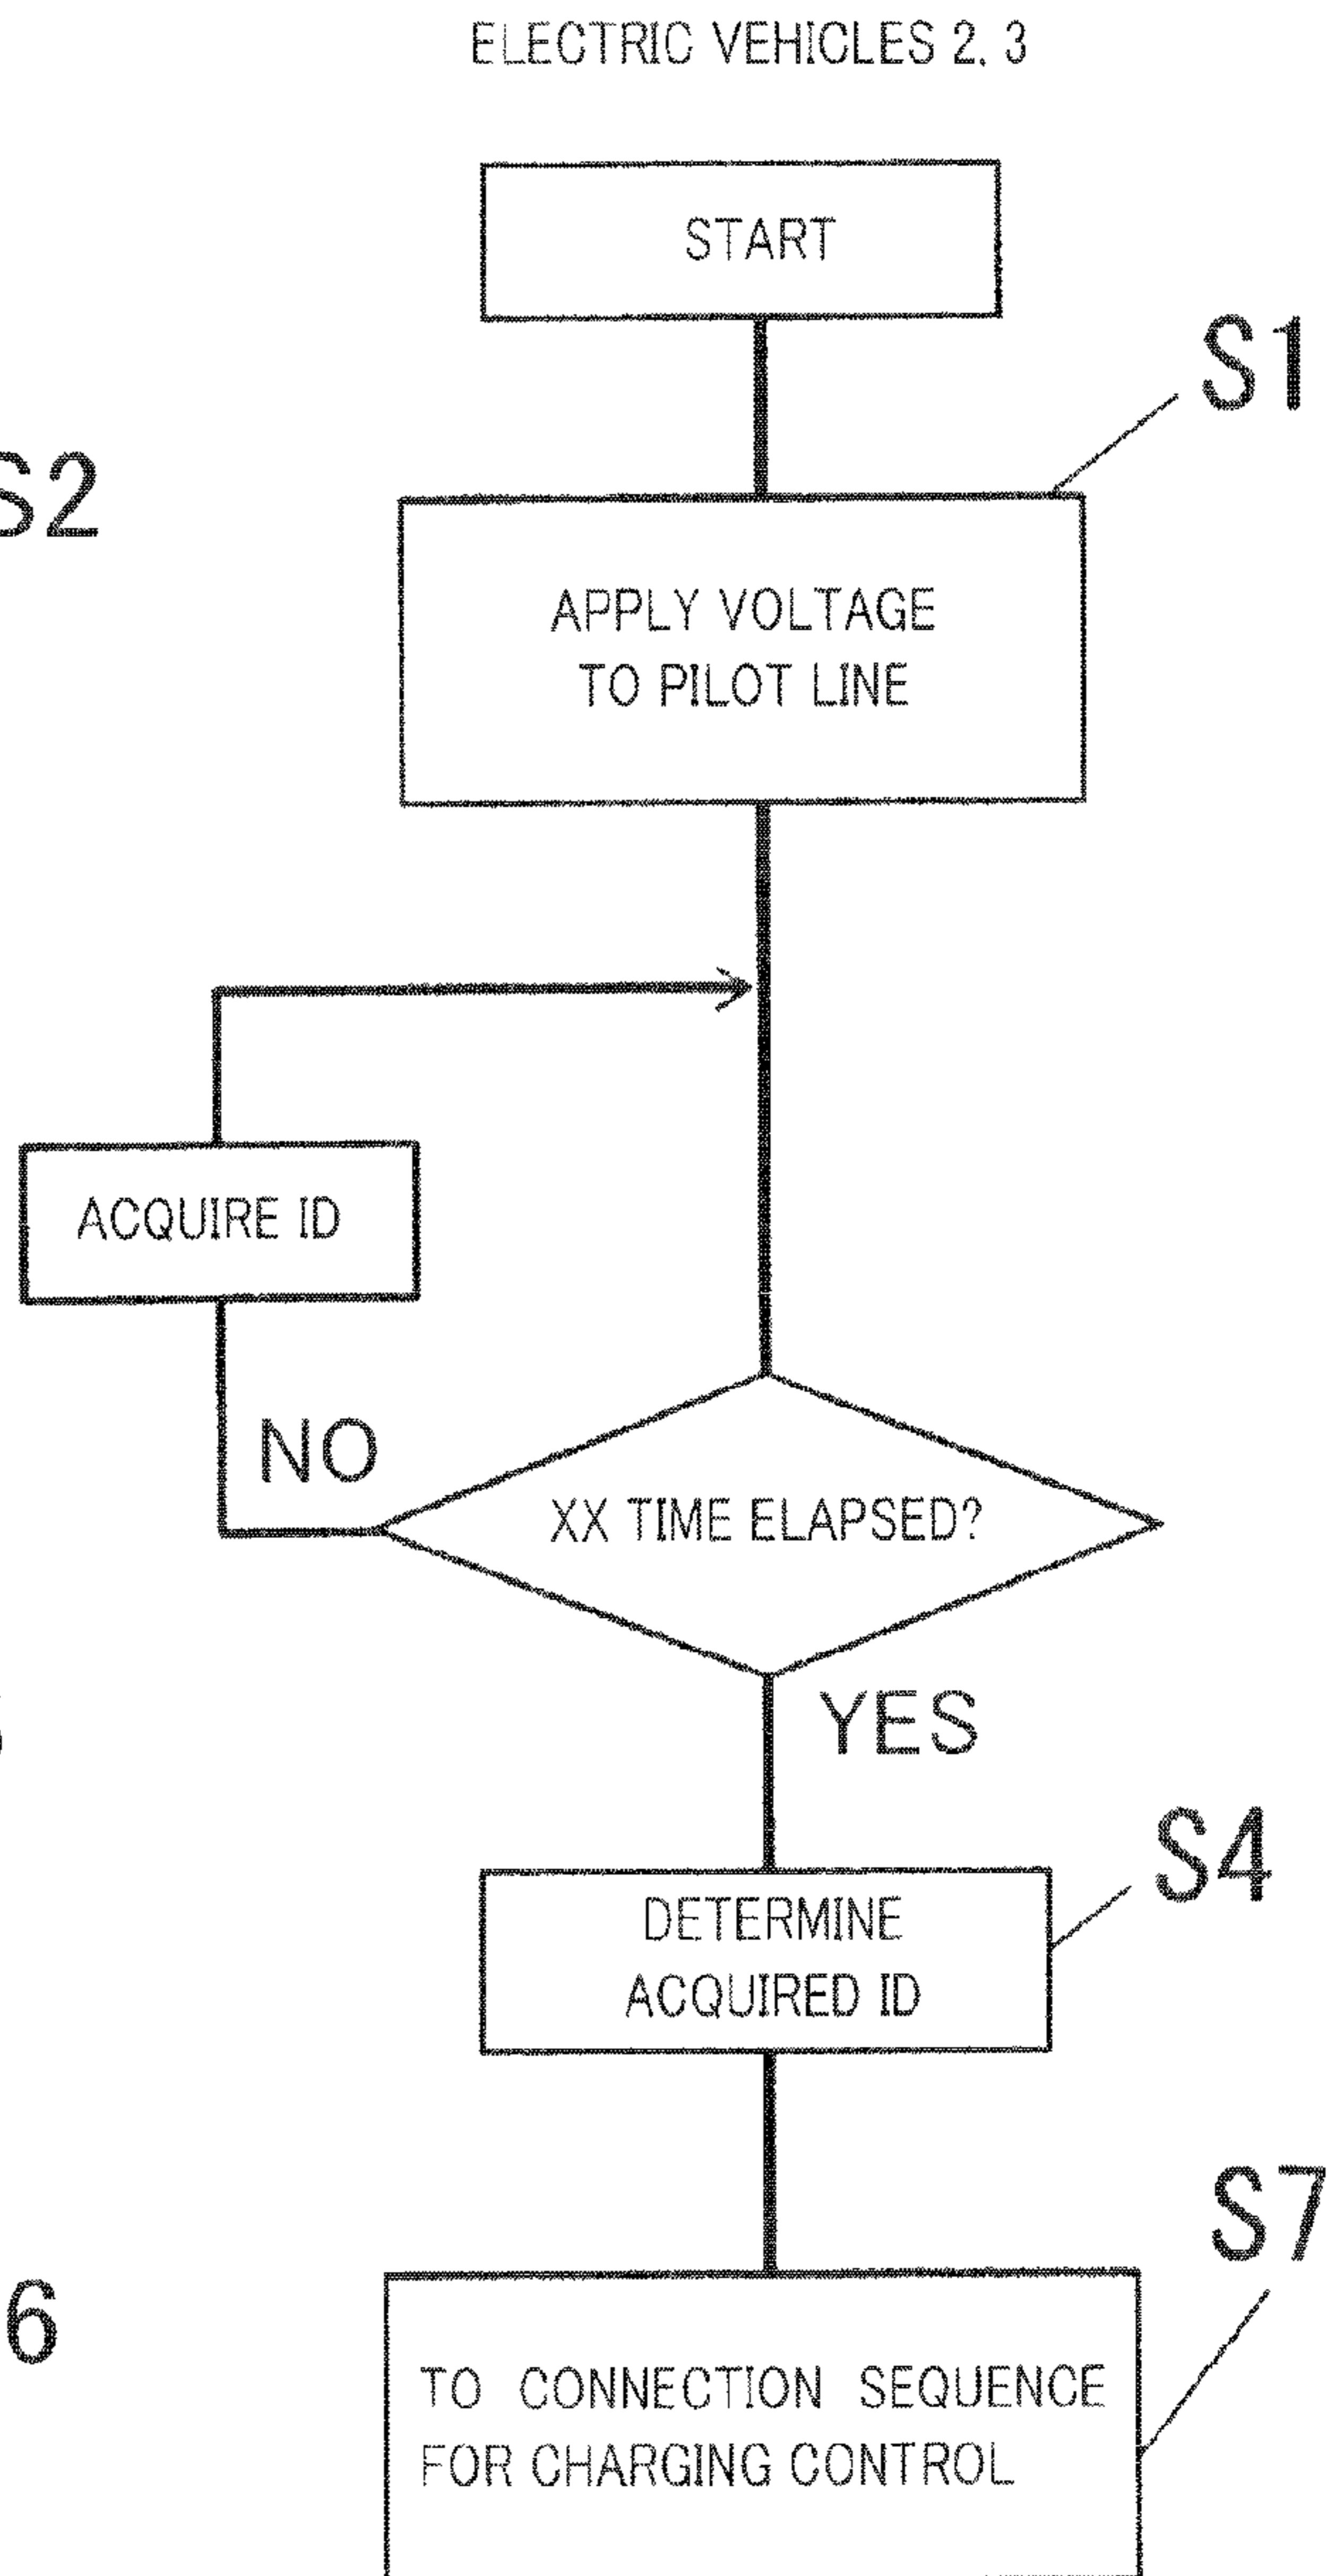 ELECTRIC VEHICLES 2, 3
START
S1
S2
APPLY VOLTAGE
TO PILOT LINE
ACQUIRE ID
NO
XX TIME ELAPSED?
YES
S4
DETERMINE
ACQUIRED ID
S7
6
TO CONNECTION SEQUENCE
FOR CHARGING CONTROL